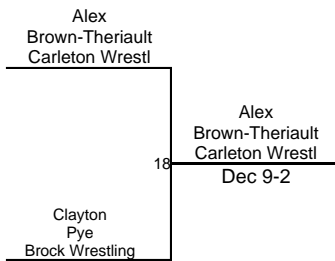 Alex
Brown-Theriault
Carleton Wrestl
Alex
Brown-Theriault
Carleton Wrestl
18
Dec 9-2
Clayton
Pye
Brock Wrestling